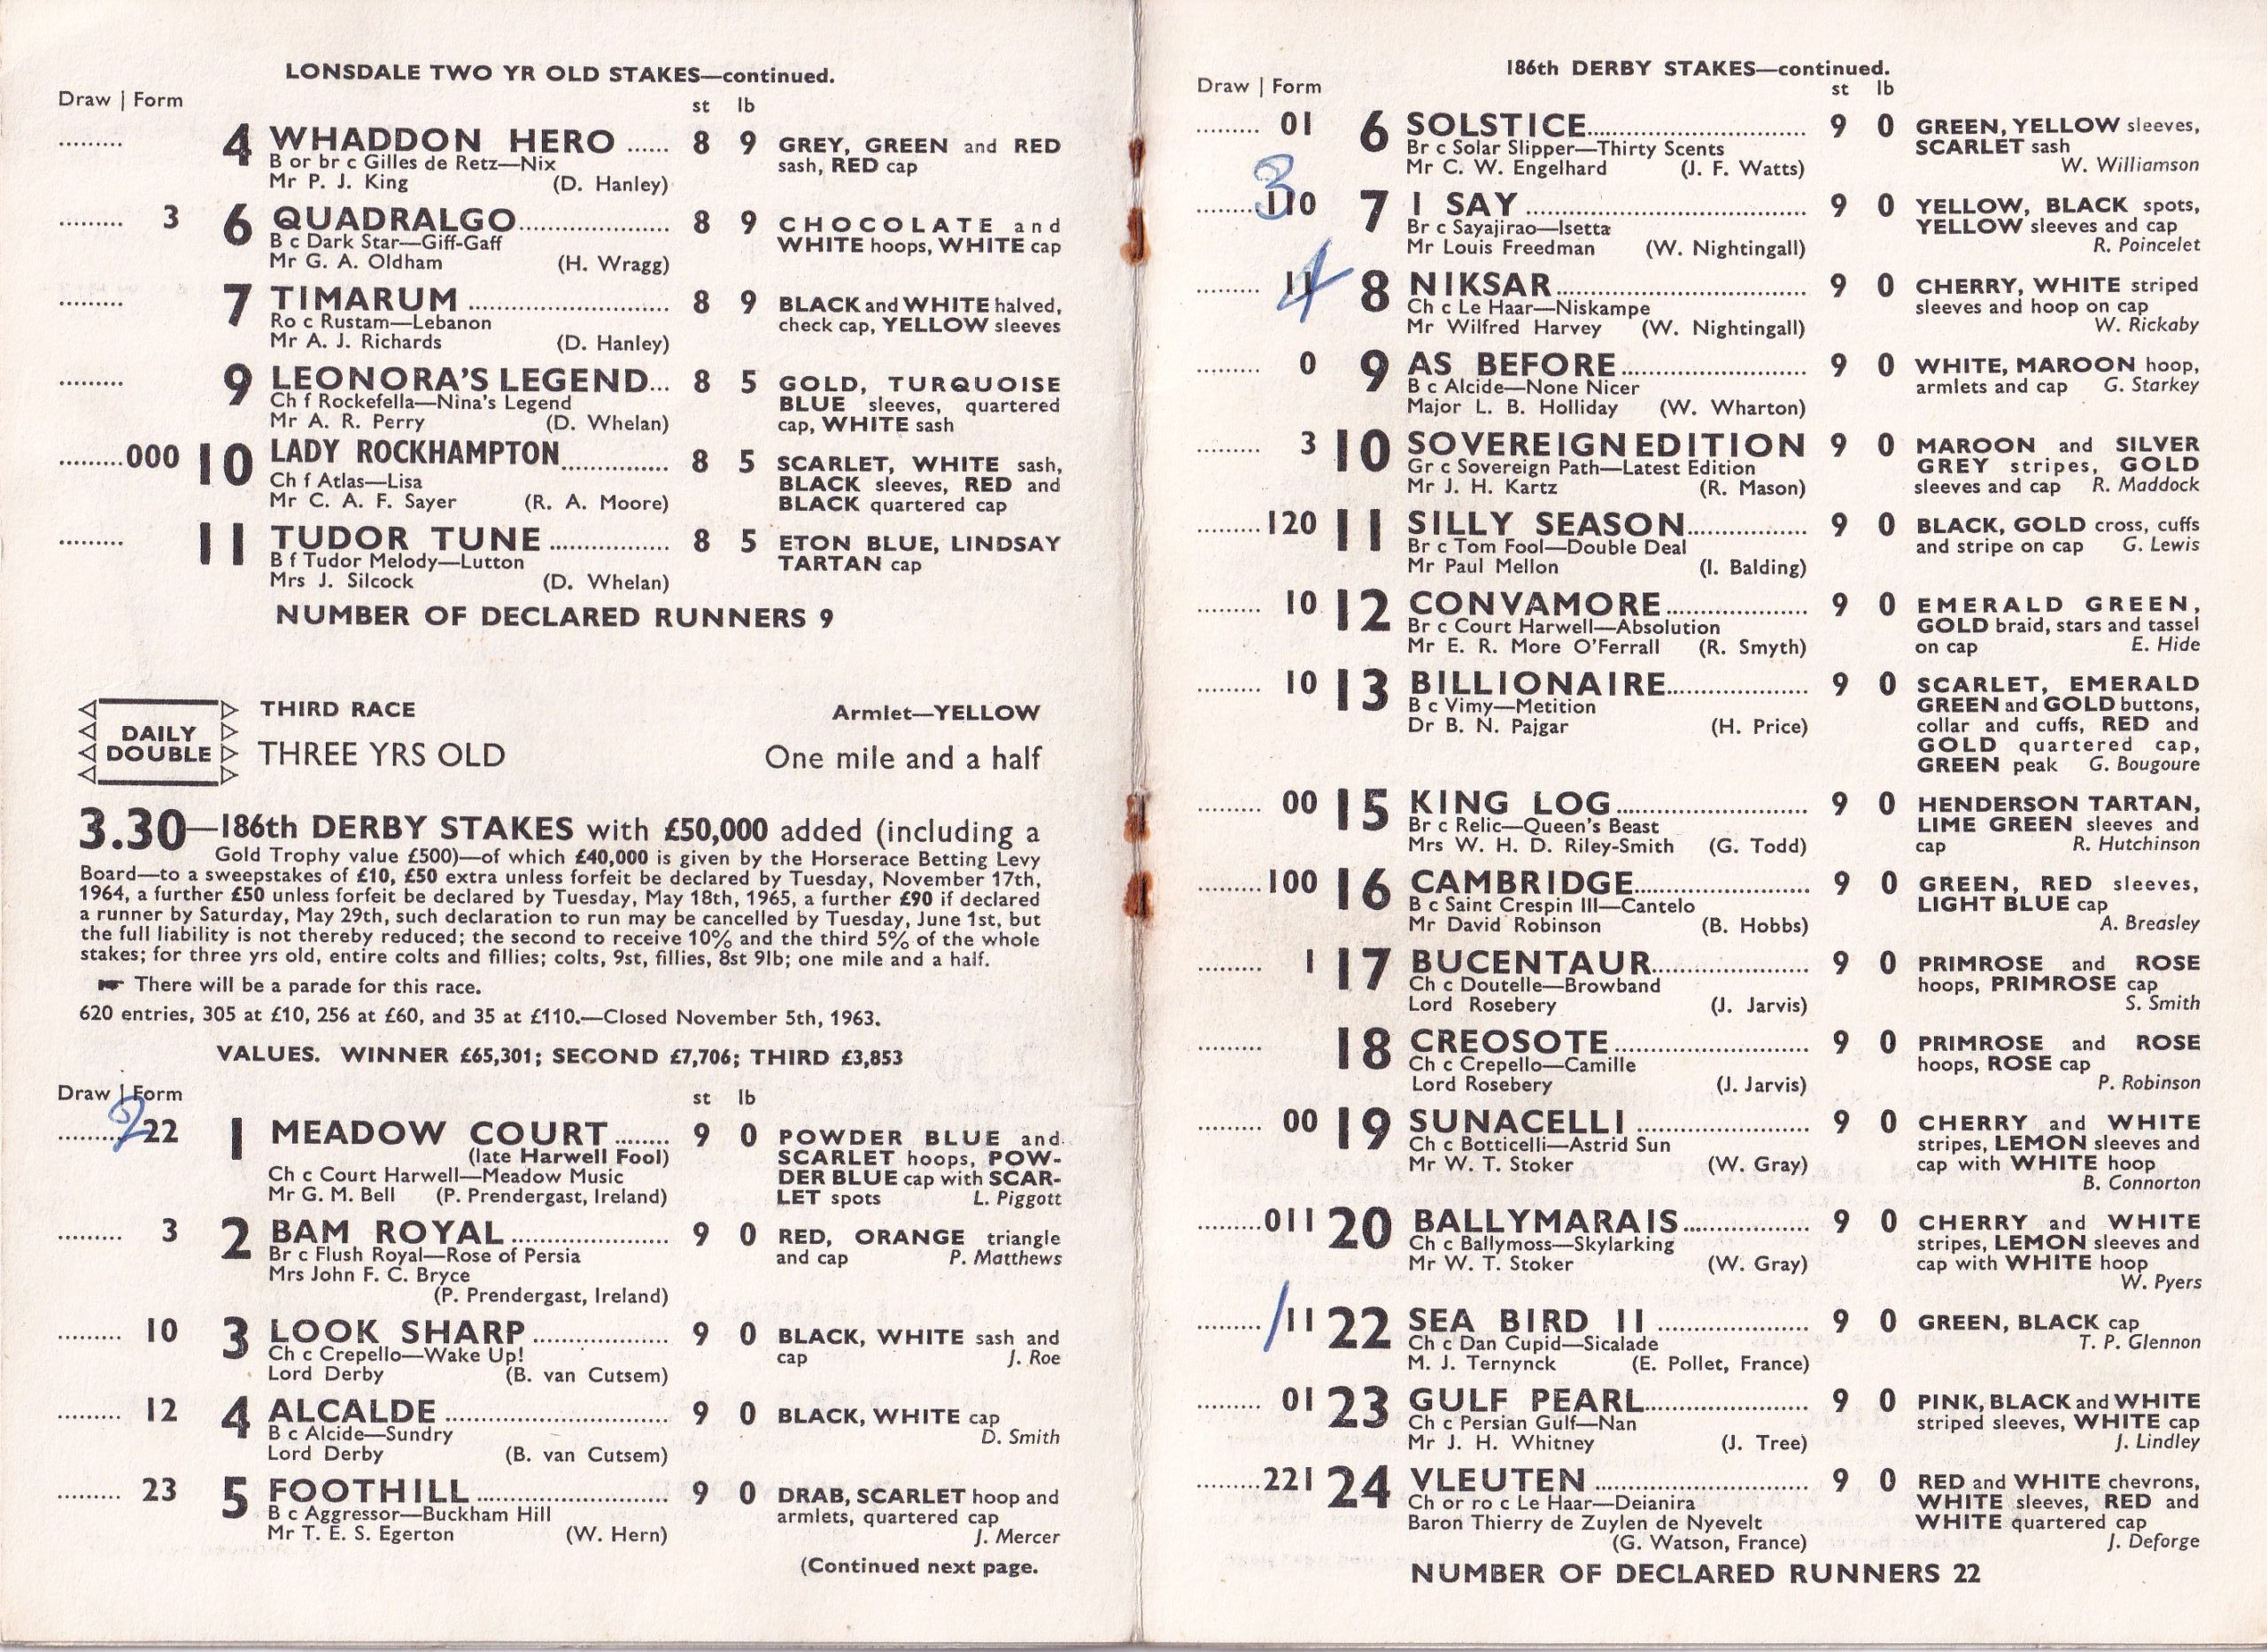 LONSDALE TWO YR OLD STAKES—continued.
Draw | Form st lb
......... 4 WHADDON HERO ...... 8 9 GREY, GREEN and RED
B or br c Gilles de Retz—Nix sash, RED cap
Mr P. J. King (D. Hanley)
......... 3 6 QUADRALGO...................... 8 9 CHOCOLATE and
B c Dark Star—Giff-Gaff WHITE hoops, WHITE cap
Mr G. A. Oldham (H. Wragg)
......... 7 TIMARUM ............................. 8 9 BLACK and WHITE halved,
Ro c Rustam—Lebanon check cap, YELLOW sleeves
Mr A. J. Richards (D. Hanley)
......... 9 LEONORA'S LEGEND... 8 5 GOLD, TURQUOISE
Ch f Rockefella—Nina's Legend BLUE sleeves, quartered
Mr A. R. Perry (D. Whelan) cap, WHITE sash
.........000 10 LADY ROCKHAMPTON............... 8 5 SCARLET, WHITE sash,
Ch f Atlas—Lisa BLACK sleeves, RED and
Mr C. A. F. Sayer (R. A. Moore) BLACK quartered cap
......... 11 TUDOR TUNE ................. 8 5 ETON BLUE, LINDSAY
B f Tudor Melody—Lutton TARTAN cap
Mrs J. Silcock (D. Whelan)
NUMBER OF DECLARED RUNNERS 9
DAILY DOUBLE
THIRD RACE Armlet—YELLOW
THREE YRS OLD One mile and a half
3.30—186th DERBY STAKES with £50,000 added (including a
Gold Trophy value £500)—of which £40,000 is given by the Horserace Betting Levy
Board—to a sweepstakes of £10, £50 extra unless forfeit be declared by Tuesday, November 17th,
1964, a further £50 unless forfeit be declared by Tuesday, May 18th, 1965, a further £90 if declared
a runner by Saturday, May 29th, such declaration to run may be cancelled by Tuesday, June 1st, but
the full liability is not thereby reduced; the second to receive 10% and the third 5% of the whole
stakes; for three yrs old, entire colts and fillies; colts, 9st, fillies, 8st 9lb; one mile and a half.
☛ There will be a parade for this race.
620 entries, 305 at £10, 256 at £60, and 35 at £110.—Closed November 5th, 1963.
VALUES. WINNER £65,301; SECOND £7,706; THIRD £3,853
Draw | Form st lb
2
.........22 1 MEADOW COURT ........ 9 0 POWDER BLUE and
(late Harwell Fool) SCARLET hoops, POW-
Ch c Court Harwell—Meadow Music DER BLUE cap with SCAR-
Mr G. M. Bell (P. Prendergast, Ireland) LET spots L. Piggott
......... 3 2 BAM ROYAL ....................... 9 0 RED, ORANGE triangle
Br c Flush Royal—Rose of Persia and cap P. Matthews
Mrs John F. C. Bryce
(P. Prendergast, Ireland)
......... 10 3 LOOK SHARP ................... 9 0 BLACK, WHITE sash and
Ch c Crepello—Wake Up! cap J. Roe
Lord Derby (B. van Cutsem)
......... 12 4 ALCALDE ................................ 9 0 BLACK, WHITE cap
B c Alcide—Sundry D. Smith
Lord Derby (B. van Cutsem)
......... 23 5 FOOTHILL ........................... 9 0 DRAB, SCARLET hoop and
B c Aggressor—Buckham Hill armlets, quartered cap
Mr T. E. S. Egerton (W. Hern) J. Mercer
(Continued next page.
186th DERBY STAKES—continued.
Draw | Form st lb
......... 01 6 SOLSTICE............................... 9 0 GREEN, YELLOW sleeves,
Br c Solar Slipper—Thirty Scents SCARLET sash
Mr C. W. Engelhard (J. F. Watts) W. Williamson
3
.........110 7 I SAY ........................................ 9 0 YELLOW, BLACK spots,
Br c Sayajirao—Isetta YELLOW sleeves and cap
Mr Louis Freedman (W. Nightingall) R. Poincelet
4
......... 11 8 NIKSAR.................................... 9 0 CHERRY, WHITE striped
Ch c Le Haar—Niskampe sleeves and hoop on cap
Mr Wilfred Harvey (W. Nightingall) W. Rickaby
......... 0 9 AS BEFORE........................... 9 0 WHITE, MAROON hoop,
B c Alcide—None Nicer armlets and cap G. Starkey
Major L. B. Holliday (W. Wharton)
......... 3 10 SOVEREIGN EDITION 9 0 MAROON and SILVER
Gr c Sovereign Path—Latest Edition GREY stripes, GOLD
Mr J. H. Kartz (R. Mason) sleeves and cap R. Maddock
.........120 11 SILLY SEASON................. 9 0 BLACK, GOLD cross, cuffs
Br c Tom Fool—Double Deal and stripe on cap G. Lewis
Mr Paul Mellon (I. Balding)
......... 10 12 CONVAMORE..................... 9 0 EMERALD GREEN,
Br c Court Harwell—Absolution GOLD braid, stars and tassel
Mr E. R. More O'Ferrall (R. Smyth) on cap E. Hide
......... 10 13 BILLIONAIRE.................... 9 0 SCARLET, EMERALD
B c Vimy—Metition GREEN and GOLD buttons,
Dr B. N. Pajgar (H. Price) collar and cuffs, RED and
GOLD quartered cap,
GREEN peak G. Bougoure
......... 00 15 KING LOG........................... 9 0 HENDERSON TARTAN,
Br c Relic—Queen's Beast LIME GREEN sleeves and
Mrs W. H. D. Riley-Smith (G. Todd) cap R. Hutchinson
.........100 16 CAMBRIDGE......................... 9 0 GREEN, RED sleeves,
B c Saint Crespin III—Cantelo LIGHT BLUE cap
Mr David Robinson (B. Hobbs) A. Breasley
......... 1 17 BUCENTAUR...................... 9 0 PRIMROSE and ROSE
Ch c Doutelle—Browband hoops, PRIMROSE cap
Lord Rosebery (J. Jarvis) S. Smith
......... 18 CREOSOTE ........................... 9 0 PRIMROSE and ROSE
Ch c Crepello—Camille hoops, ROSE cap
Lord Rosebery (J. Jarvis) P. Robinson
......... 00 19 SUNACELLI ........................ 9 0 CHERRY and WHITE
Ch c Botticelli—Astrid Sun stripes, LEMON sleeves and
Mr W. T. Stoker (W. Gray) cap with WHITE hoop
B. Connorton
.........011 20 BALLYMARAIS.................. 9 0 CHERRY and WHITE
Ch c Ballymoss—Skylarking stripes, LEMON sleeves and
Mr W. T. Stoker (W. Gray) cap with WHITE hoop
W. Pyers
1
......... 11 22 SEA BIRD II ...................... 9 0 GREEN, BLACK cap
Ch c Dan Cupid—Sicalade T. P. Glennon
M. J. Ternynck (E. Pollet, France)
......... 01 23 GULF PEARL....................... 9 0 PINK, BLACK and WHITE
Ch c Persian Gulf—Nan striped sleeves, WHITE cap
Mr J. H. Whitney (J. Tree) J. Lindley
.........221 24 VLEUTEN .............................. 9 0 RED and WHITE chevrons,
Ch or ro c Le Haar—Deianira WHITE sleeves, RED and
Baron Thierry de Zuylen de Nyevelt WHITE quartered cap
(G. Watson, France) J. Deforge
NUMBER OF DECLARED RUNNERS 22